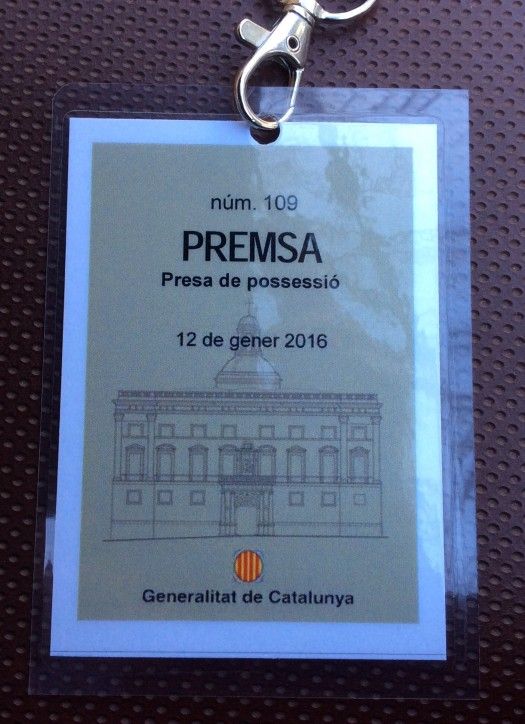 núm. 109
PREMSA
Presa de possessió
12 de gener 2016
Generalitat de Catalunya